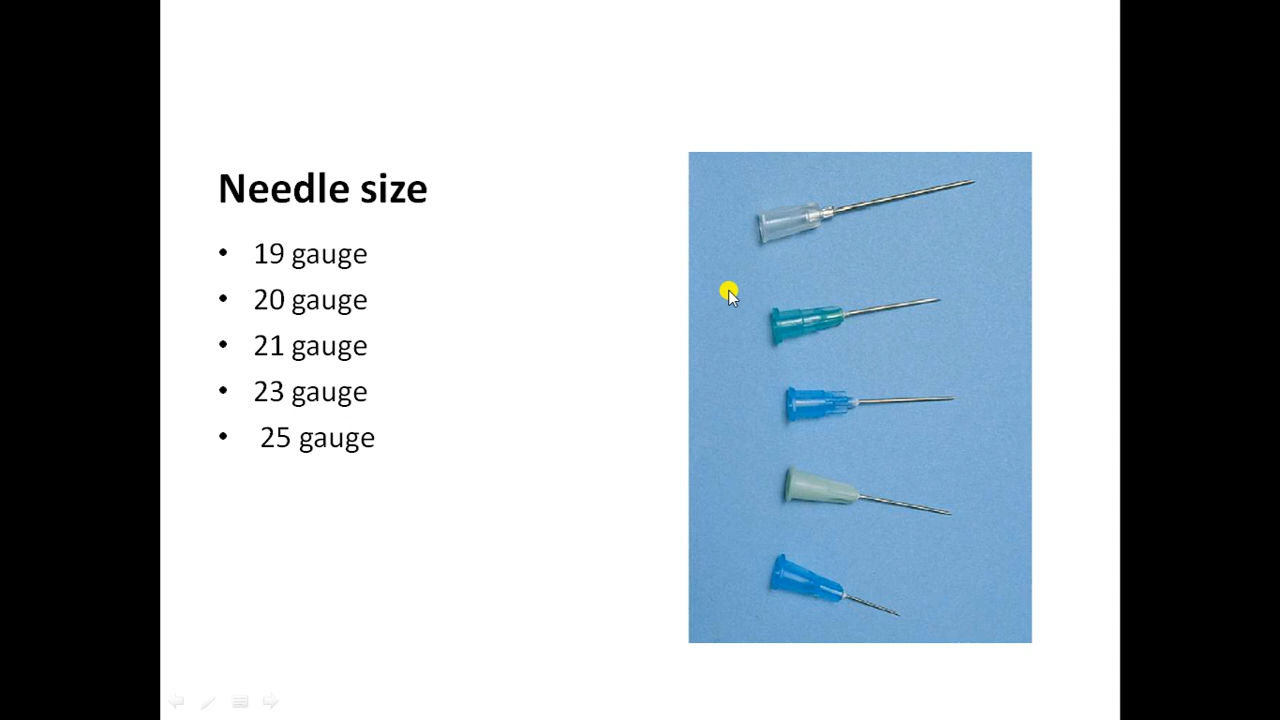 Needle size
• 19 gauge
• 20 gauge
• 21 gauge
• 23 gauge
• 25 gauge